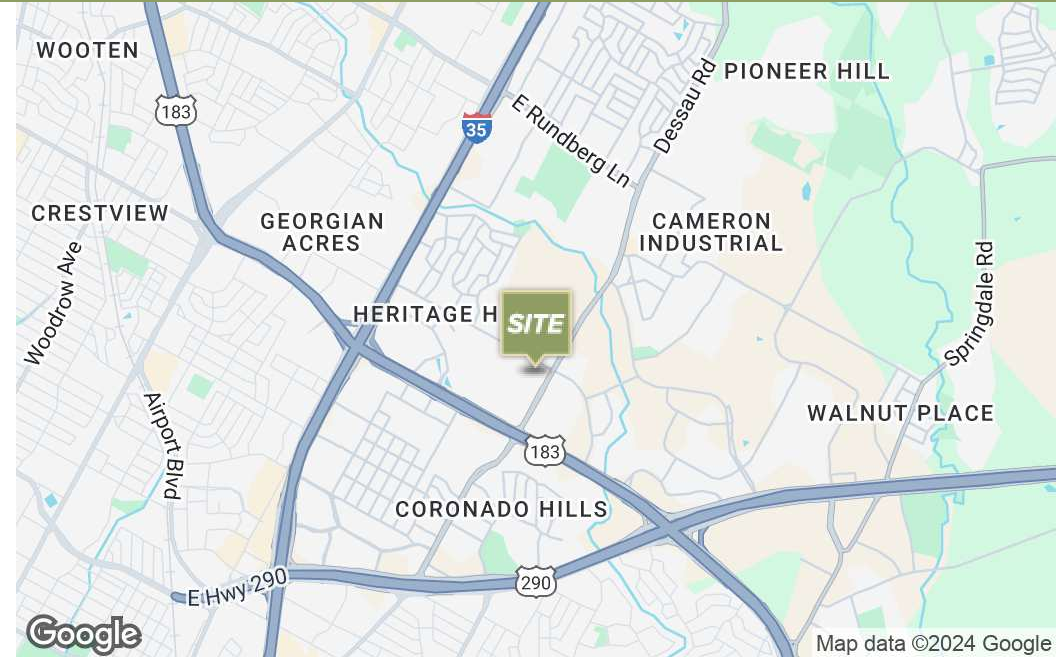 WOOTEN
183
35
E Rundberg Ln
Dessau Rd
PIONEER HILL
CRESTVIEW
GEORGIAN
ACRES
CAMERON
INDUSTRIAL
Woodrow Ave
Springdale Rd
HERITAGE H
SITE
Airport Blvd
WALNUT PLACE
183
CORONADO HILLS
E Hwy 290
290
Google
Map data ©2024 Google